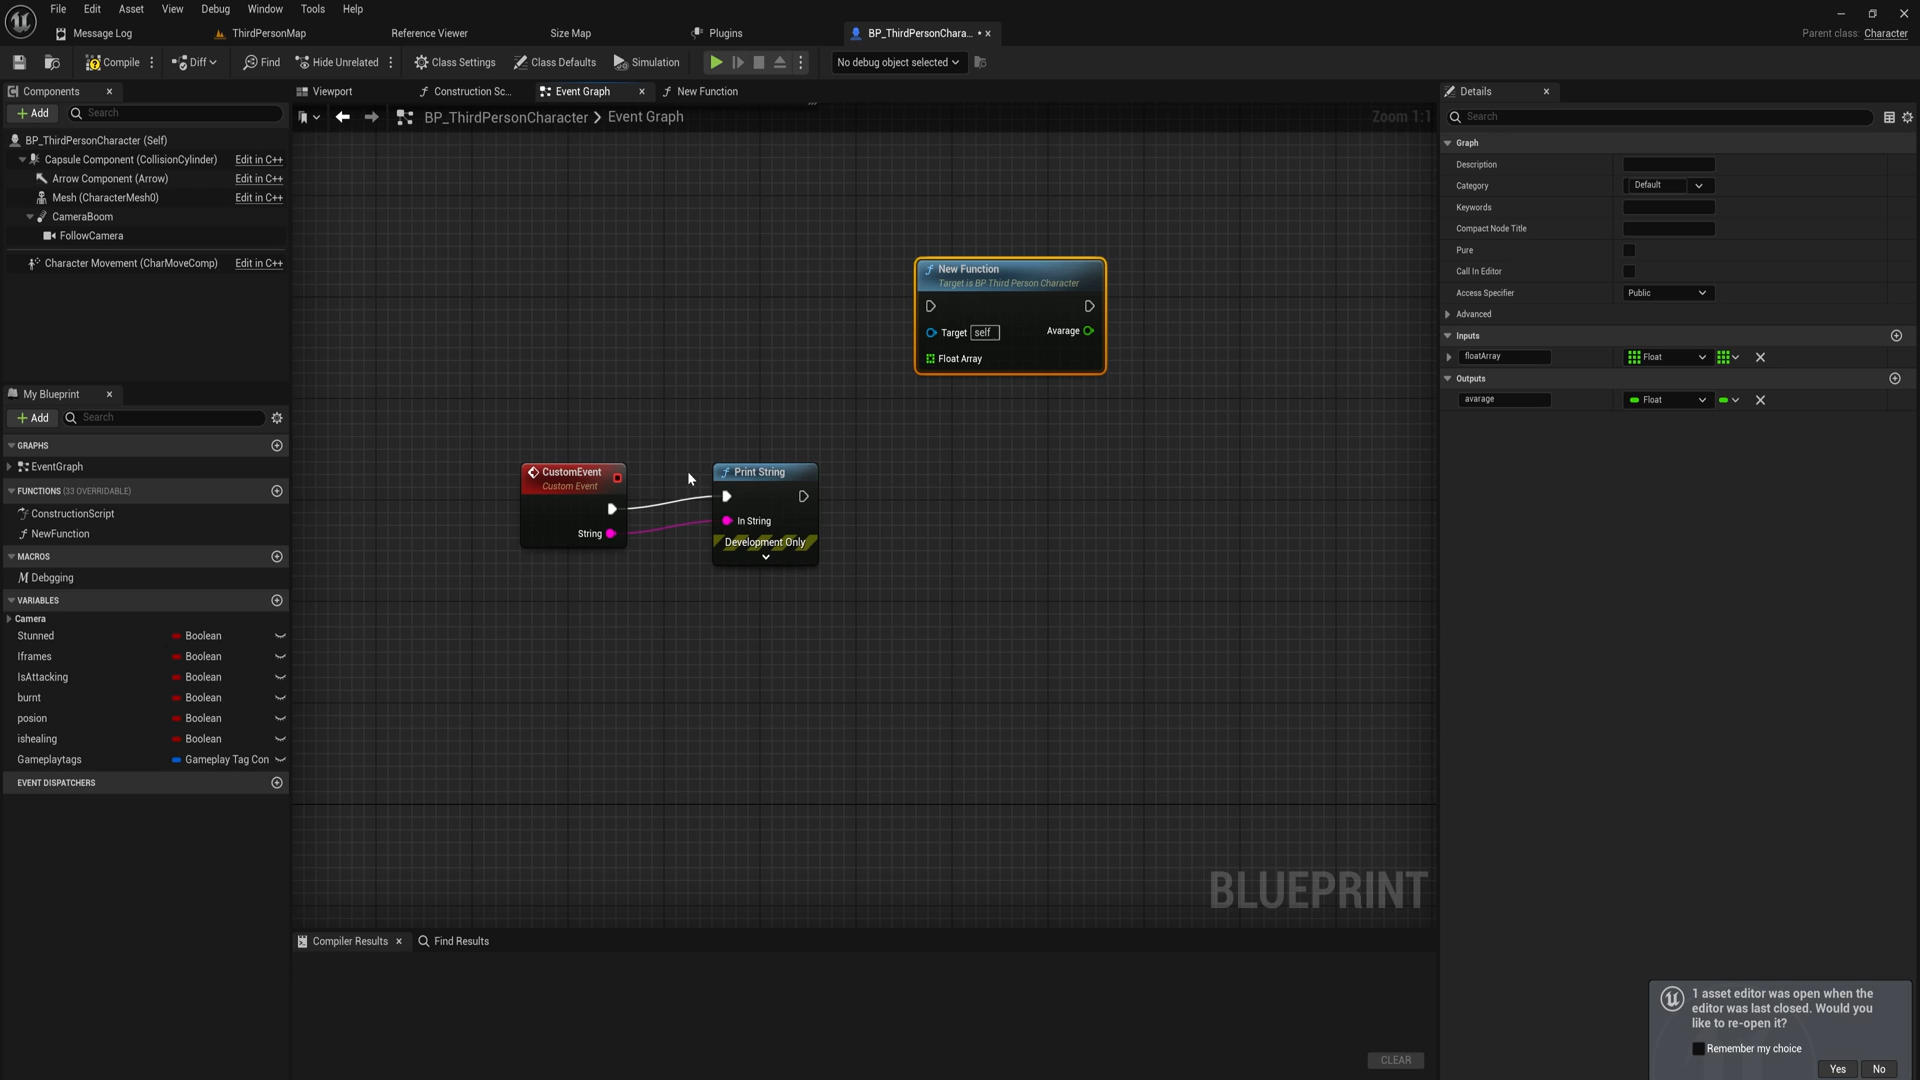 File Edit Asset View Debug Window Tools Help
Message Log ThirdPersonMap Reference Viewer Size Map Plugins BP_ThirdPersonChara... • Parent class: Character
Compile Diff Find Hide Unrelated Class Settings Class Defaults Simulation No debug object selected
Components
Add Search
BP_ThirdPersonCharacter (Self)
Capsule Component (CollisionCylinder) Edit in C++
Arrow Component (Arrow) Edit in C++
Mesh (CharacterMesh0) Edit in C++
CameraBoom
FollowCamera
Character Movement (CharMoveComp) Edit in C++
My Blueprint
Add Search
GRAPHS
EventGraph
FUNCTIONS (33 OVERRIDABLE)
ConstructionScript
NewFunction
MACROS
Debgging
VARIABLES
Camera
Stunned Boolean
Iframes Boolean
IsAttacking Boolean
burnt Boolean
posion Boolean
ishealing Boolean
Gameplaytags Gameplay Tag Con
EVENT DISPATCHERS
Viewport Construction Sc... Event Graph New Function
BP_ThirdPersonCharacter > Event Graph Zoom 1:1
New Function
Target is BP Third Person Character
Target self Avarage
Float Array
CustomEvent
Custom Event
String
Print String
In String
Development Only
BLUEPRINT
Compiler Results Find Results
CLEAR
Details
Search
Graph
Description
Category Default
Keywords
Compact Node Title
Pure
Call In Editor
Access Specifier Public
Advanced
Inputs
floatArray Float
Outputs
avarage Float
1 asset editor was open when the
editor was last closed. Would you
like to re-open it?
Remember my choice
Yes No